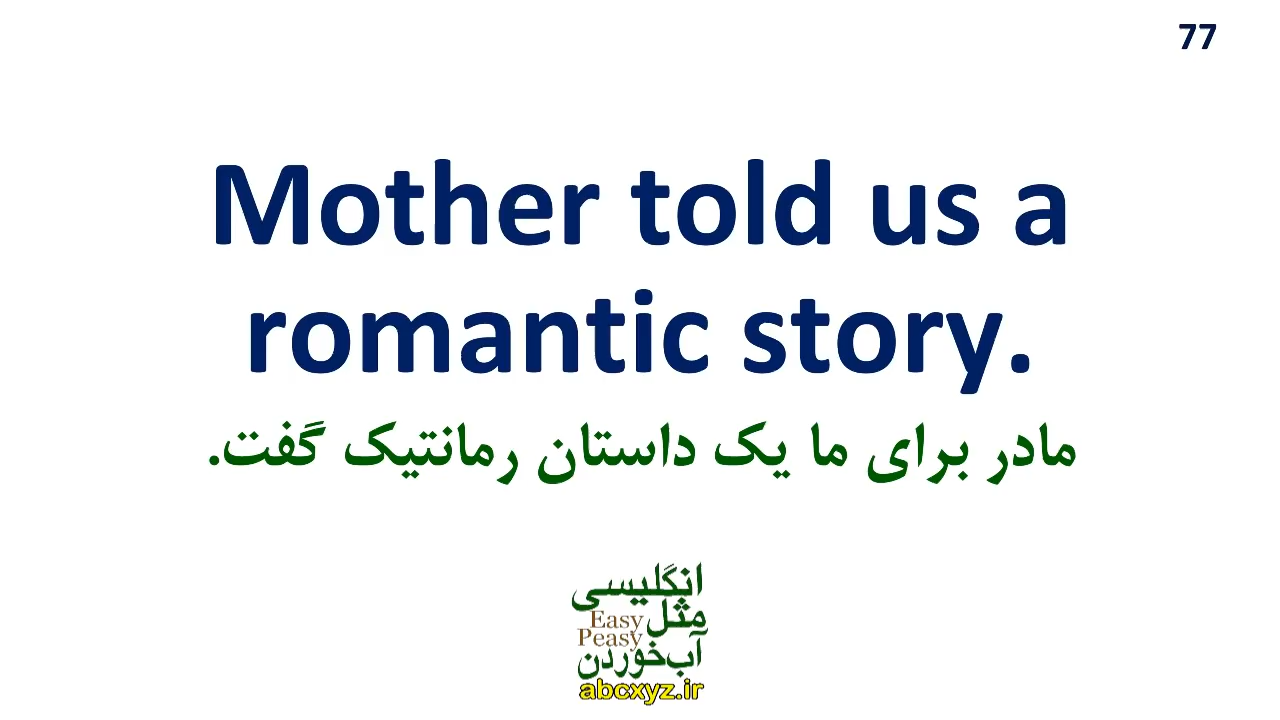 77
Mother told us a
romantic story.
مادر برای ما یک داستان رمانتیک گفت.
انگلیسی
مثل
Easy
Peasy
آب‌خوردن
abcxyz.ir